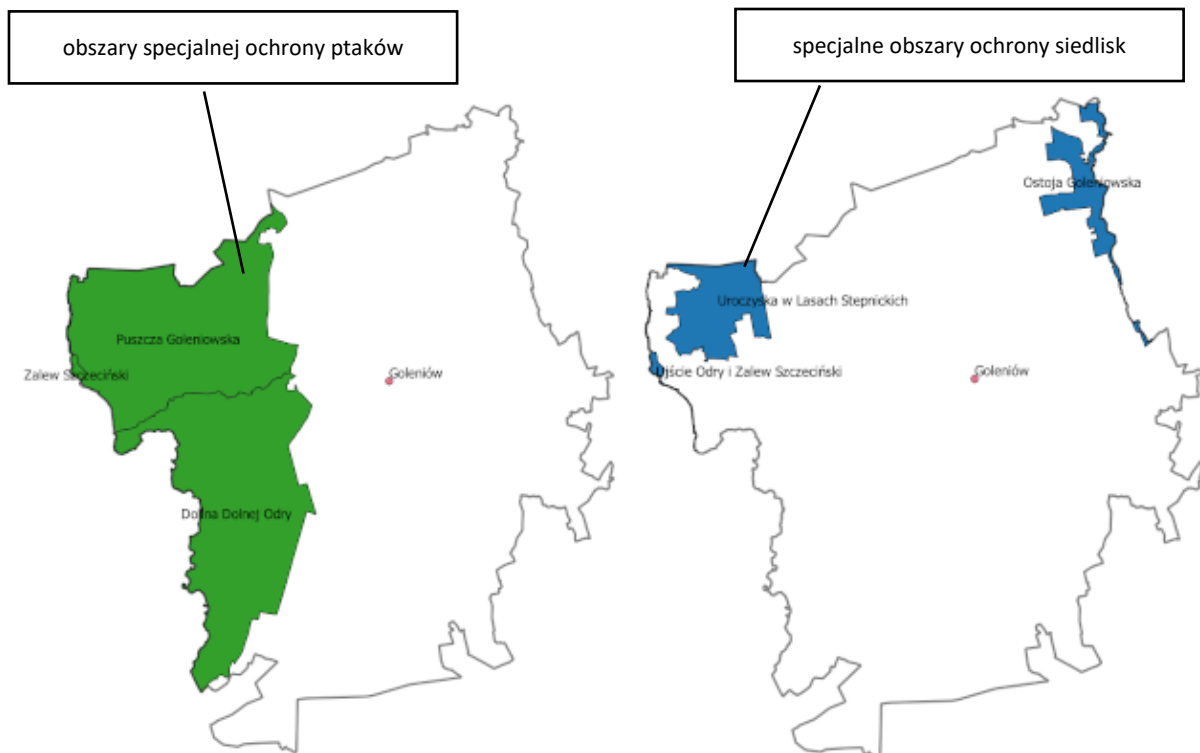 obszary specjalnej ochrony ptaków
specjalne obszary ochrony siedlisk
Puszcza Goleniowska
Zalew Szczeciński
Goleniów
Dolina Dolnej Odry
Ostoja Goleniowska
Uroczyska w Lasach Stepnickich
Ujście Odry i Zalew Szczeciński
Goleniów